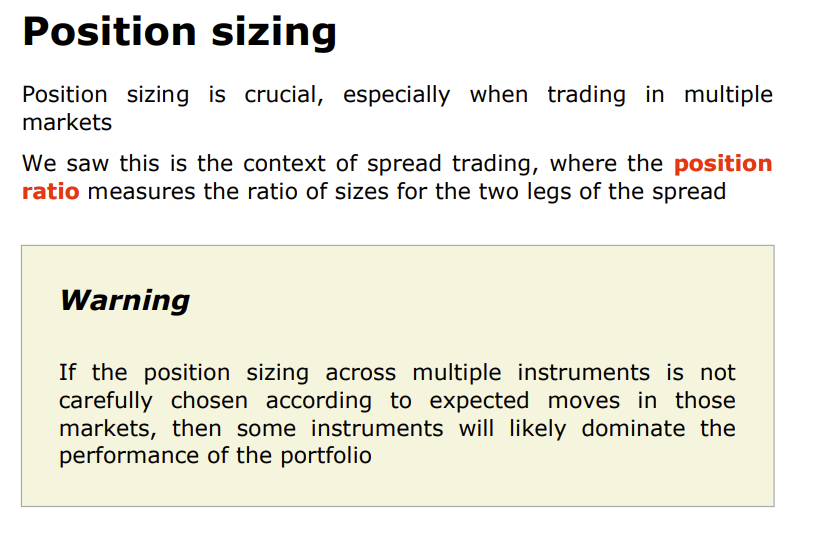 Position sizing
Position sizing is crucial, especially when trading in multiple
markets
We saw this is the context of spread trading, where the position
ratio measures the ratio of sizes for the two legs of the spread
Warning
If the position sizing across multiple instruments is not
carefully chosen according to expected moves in those
markets, then some instruments will likely dominate the
performance of the portfolio